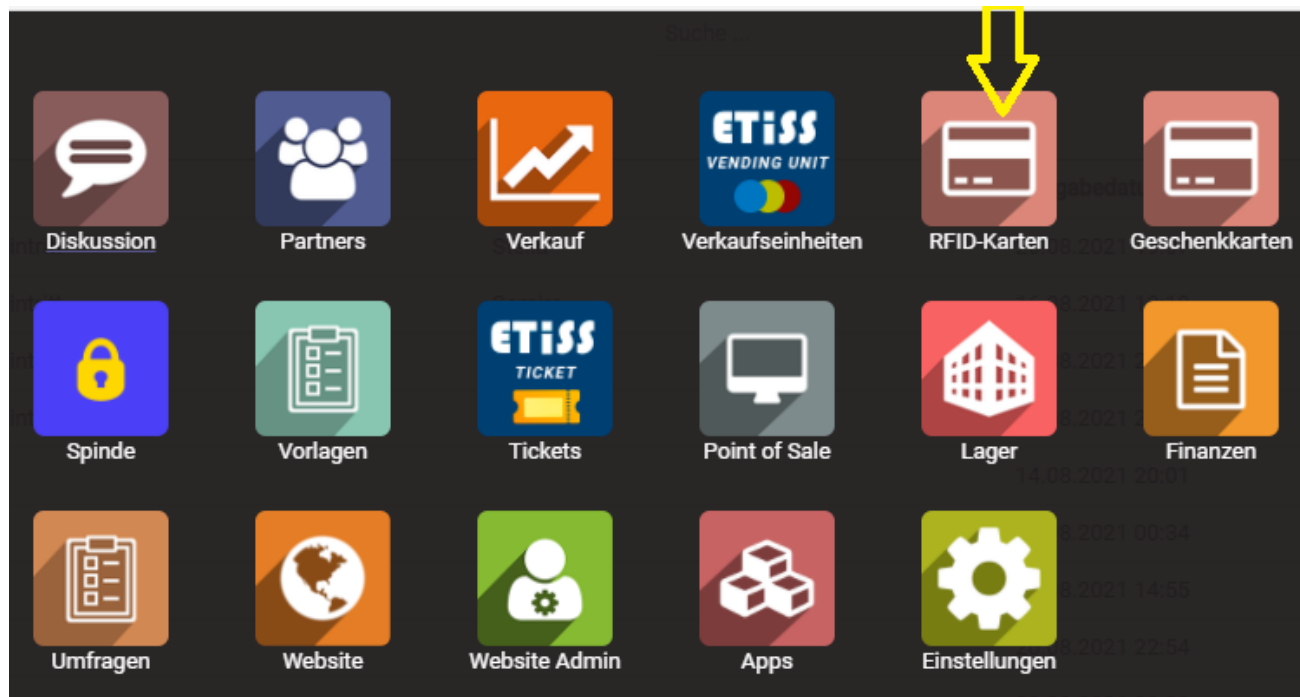 Suche ...
ETiSS
VENDING UNIT
Diskussion
Partners
Verkauf
Verkaufseinheiten
RFID-Karten
Geschenkkarten
ETiSS
TICKET
Spinde
Vorlagen
Tickets
Point of Sale
Lager
Finanzen
14.08.2021 20:01
Umfragen
Website
Website Admin
Apps
Einstellungen